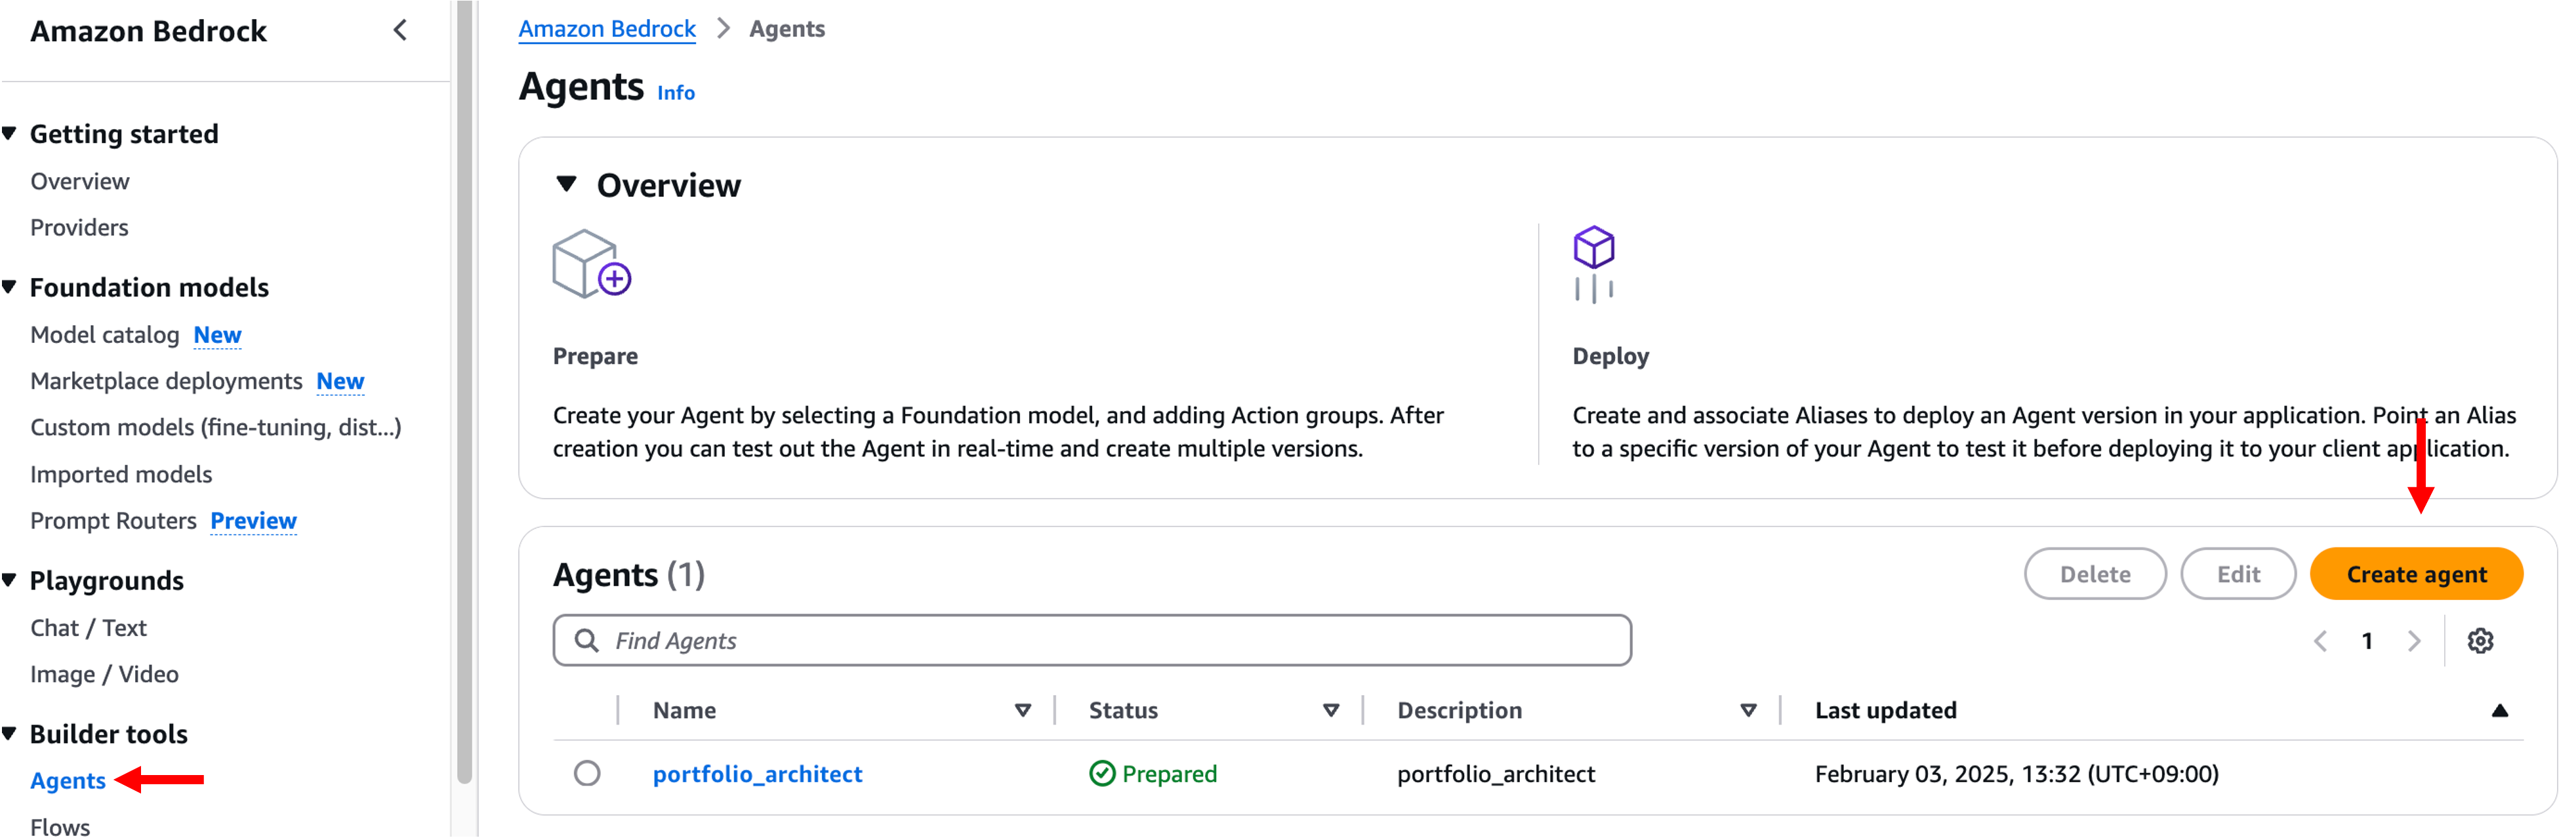 Amazon Bedrock
Getting started
Overview
Providers
Foundation models
Model catalog New
Marketplace deployments New
Custom models (fine-tuning, dist...)
Imported models
Prompt Routers Preview
Playgrounds
Chat / Text
Image / Video
Builder tools
Agents
Flows
Amazon Bedrock > Agents
Agents Info
Overview
Prepare
Create your Agent by selecting a Foundation model, and adding Action groups. After
creation you can test out the Agent in real-time and create multiple versions.
Deploy
Create and associate Aliases to deploy an Agent version in your application. Point an Alias
to a specific version of your Agent to test it before deploying it to your client application.
Agents (1)
Delete Edit Create agent
Find Agents
1
Name Status Description Last updated
portfolio_architect Prepared portfolio_architect February 03, 2025, 13:32 (UTC+09:00)